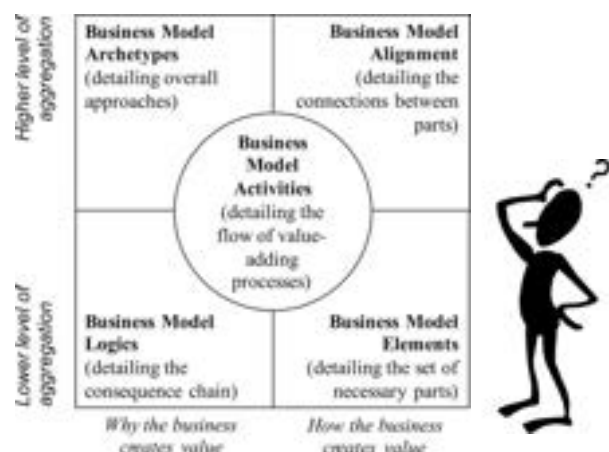 Higher level of
aggregation
Business Model
Archetypes
(detailing overall
approaches)
Business Model
Alignment
(detailing the
connections between
parts)
Business
Model
Activities
(detailing the
flow of value-
adding
processes)
Lower level of
aggregation
Business Model
Logics
(detailing the
consequence chain)
Business Model
Elements
(detailing the set of
necessary parts)
Why the business
creates value
How the business
creates value
?